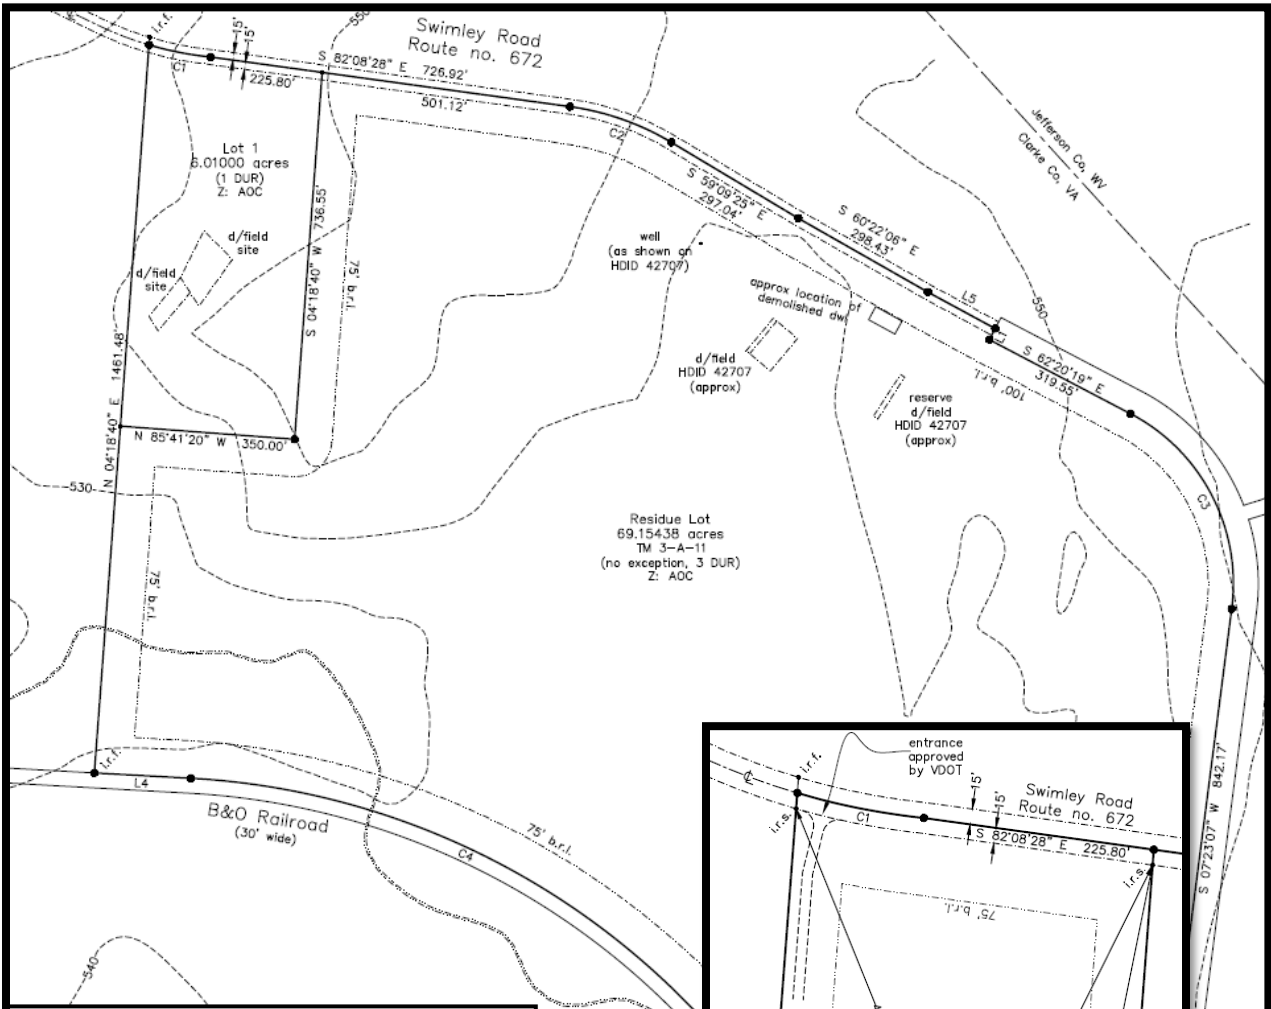 i.r.f.
15'
15'
550
Swimley Road
Route no. 672
C1
225.80'
S 82°08'28" E 726.92'
501.12'
C2
Lot 1
6.01000 acres
(1 DUR)
Z: AOC
S 04°18'40" W 736.55'
75' b.r.l.
d/field
site
d/field
site
well
(as shown on
HDID 42707)
S 59°09'25" E
297.04'
S 60°22'06" E
298.43'
Jefferson Co, WV
Clarke Co, VA
approx location of
demolished dw
L5
550
d/field
HDID 42707
(approx)
100' b.r.l.
S 62°20'19" E
319.55'
reserve
d/field
HDID 42707
(approx)
N 04°18'40" E 1461.48'
N 85°41'20" W 350.00'
530
C3
Residue Lot
69.15438 acres
TM 3-A-11
(no exception, 3 DUR)
Z: AOC
75' b.r.l.
i.r.f.
L4
B&O Railroad
(30' wide)
C4
75' b.r.l.
540
S 07°23'07" W 842.17'
entrance
approved
by VDOT
i.r.f.
i.r.s.
C1
15'
15'
Swimley Road
Route no. 672
S 82°08'28" E 225.80'
i.r.s.
75' b.r.l.